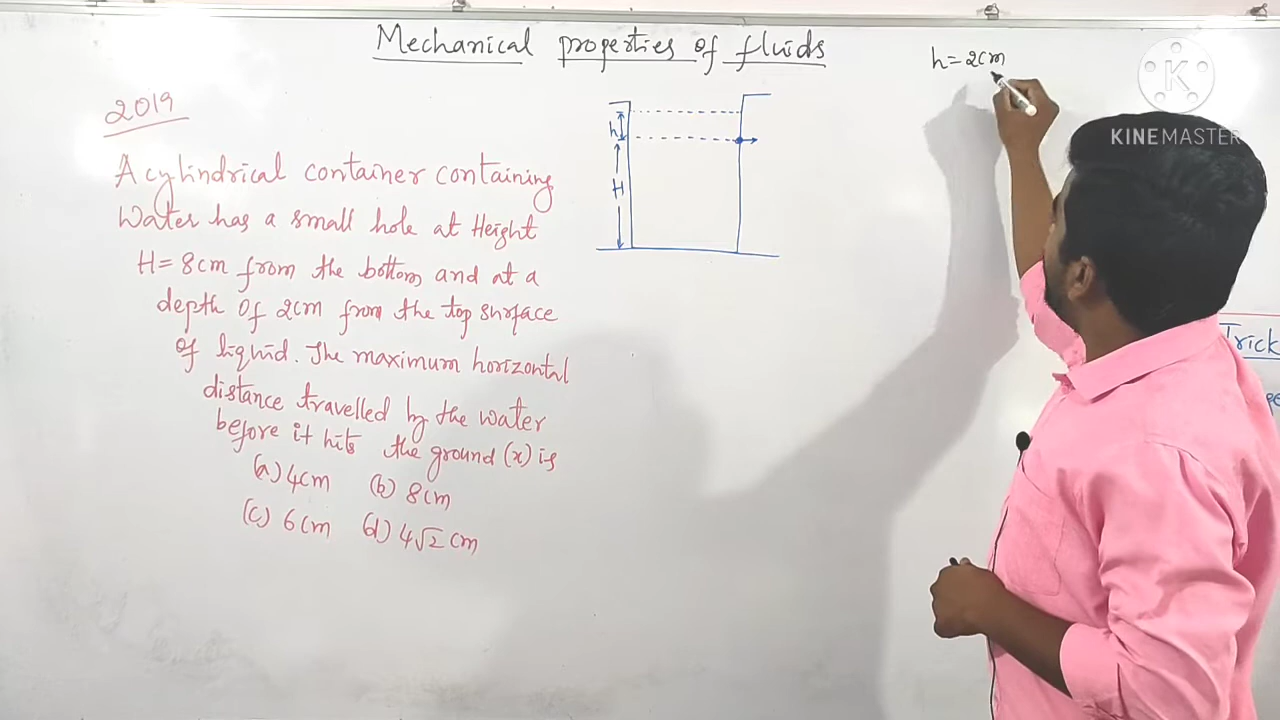 Mechanical properties of fluids
2019
A cylindrical container containing
Water has a small hole at Height
H = 8cm from the bottom and at a
depth of 2cm from the top surface
of liquid. The maximum horizontal
distance travelled by the water
before it hits the ground (x) is
(a) 4cm (b) 8cm
(c) 6cm (d) 4√2 cm
h
H
h = 2cm
K
KINEMASTER
Trick